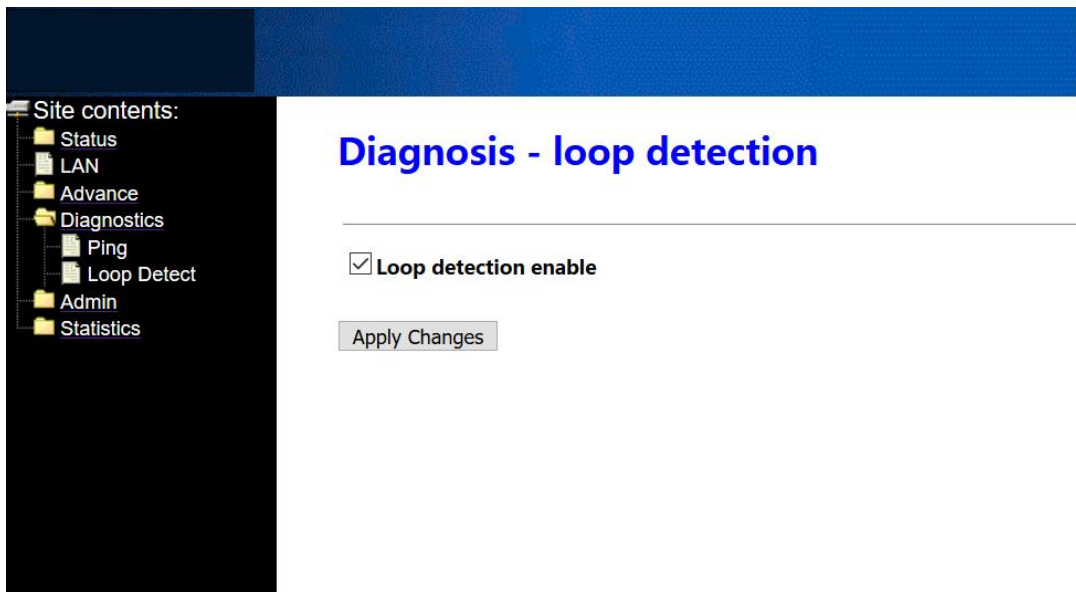 Site contents:
Status
LAN
Advance
Diagnostics
Ping
Loop Detect
Admin
Statistics
Diagnosis - loop detection
Loop detection enable
Apply Changes